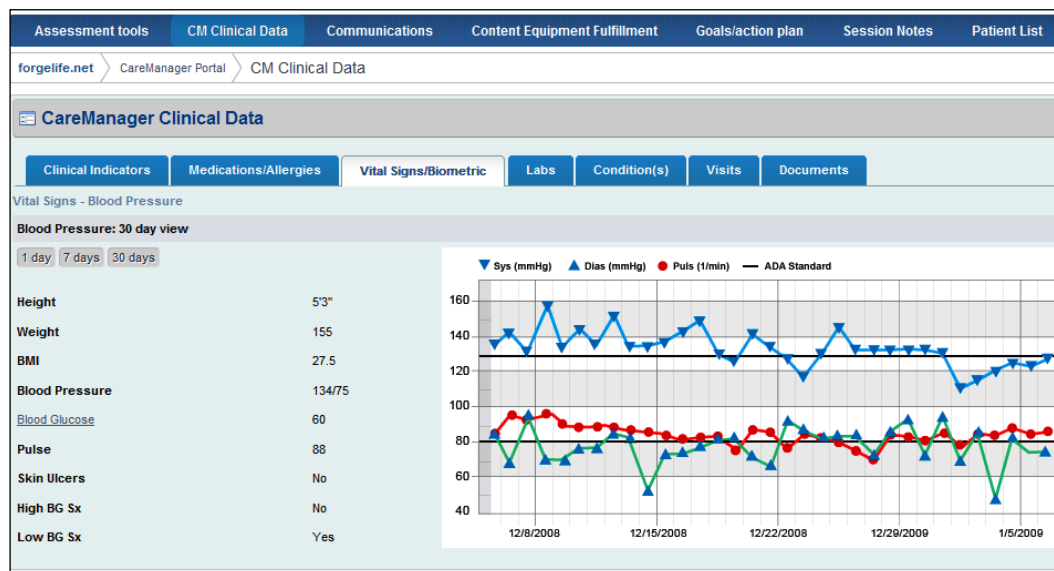 Assessment tools CM Clinical Data Communications Content Equipment Fulfillment Goals/action plan Session Notes Patient List
forgelife.net CareManager Portal CM Clinical Data
CareManager Clinical Data
Clinical Indicators Medications/Allergies Vital Signs/Biometric Labs Condition(s) Visits Documents
Vital Signs - Blood Pressure
Blood Pressure: 30 day view
1 day 7 days 30 days
Height 5'3"
Weight 155
BMI 27.5
Blood Pressure 134/75
Blood Glucose 60
Pulse 88
Skin Ulcers No
High BG Sx No
Low BG Sx Yes
Sys (mmHg) Dias (mmHg) Puls (1/min) ADA Standard
160
140
120
100
80
60
40
12/8/2008 12/15/2008 12/22/2008 12/29/2009 1/5/2009